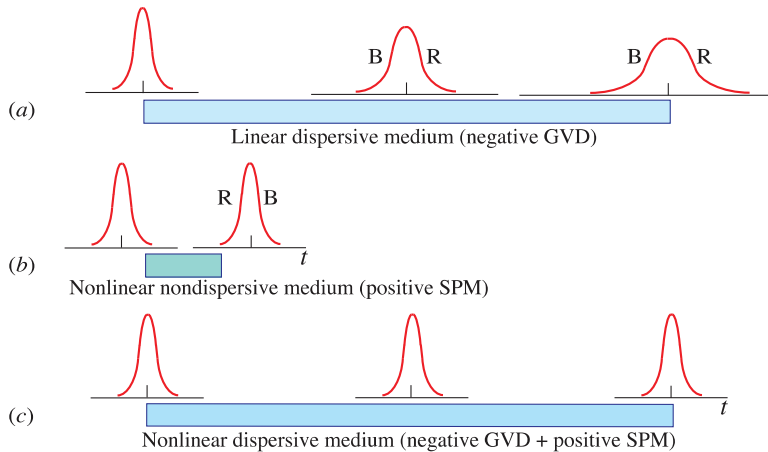 B R B R
(a)
Linear dispersive medium (negative GVD)
R B
t
(b)
Nonlinear nondispersive medium (positive SPM)
t
(c)
Nonlinear dispersive medium (negative GVD + positive SPM)